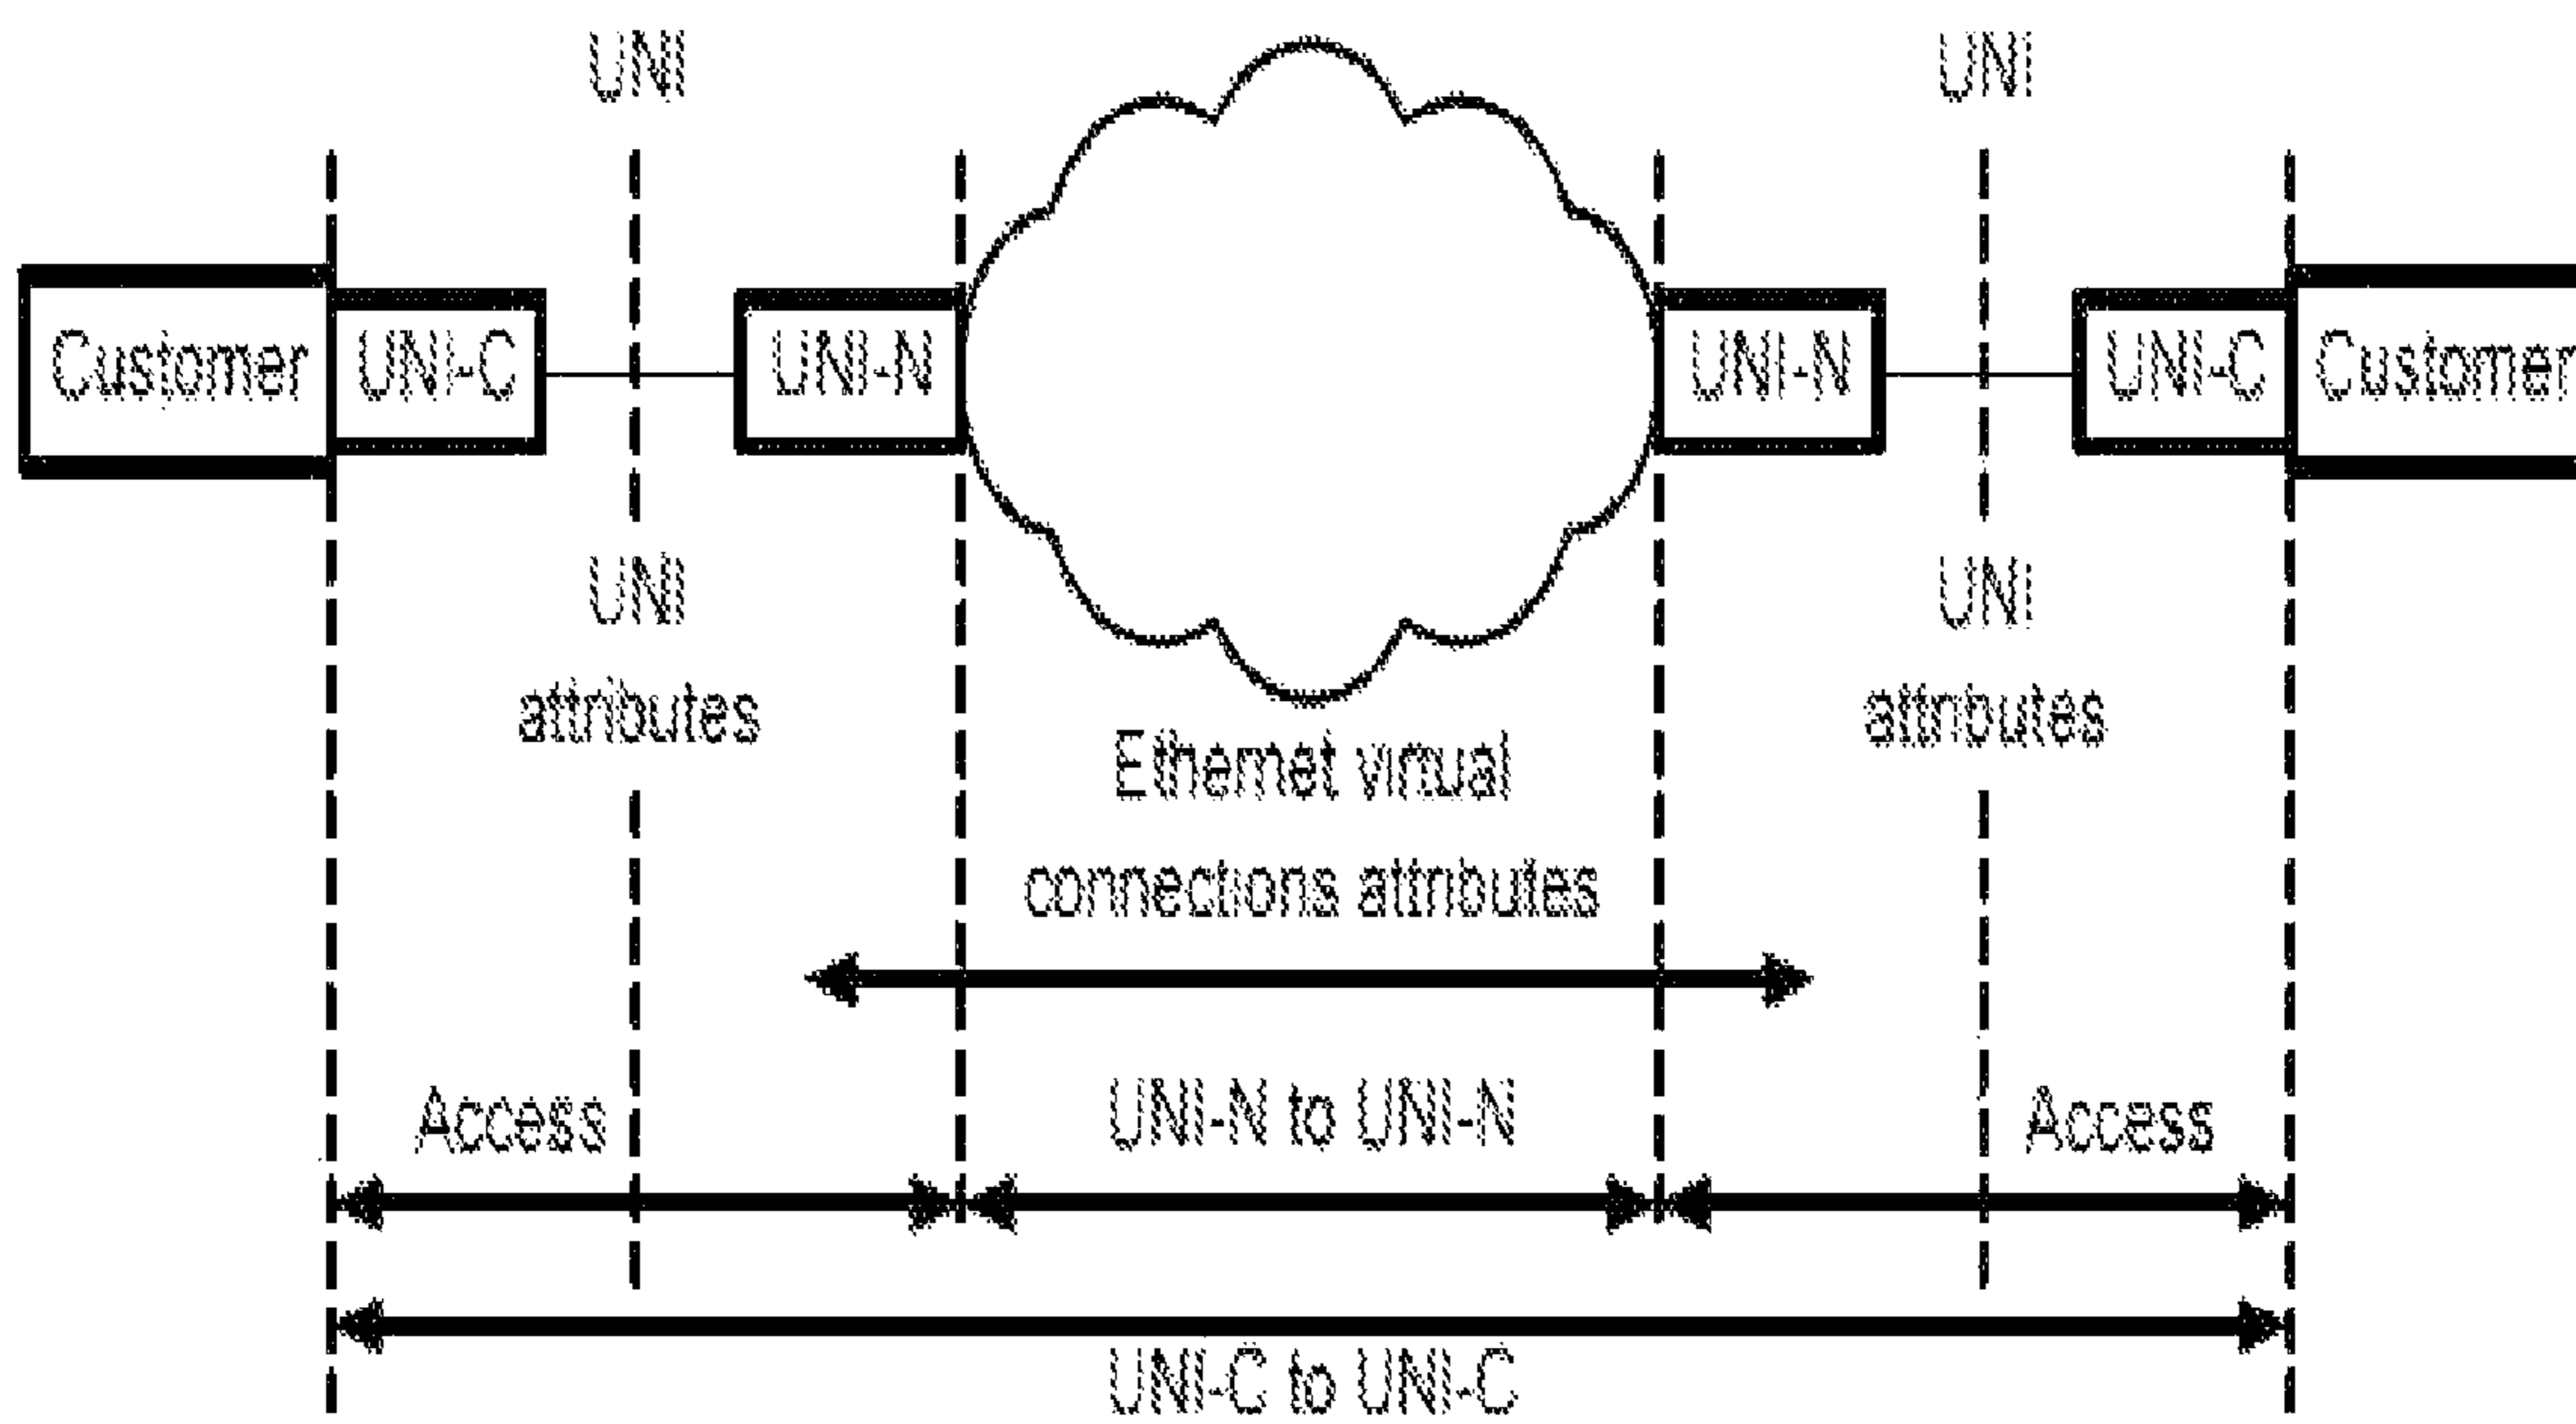 UNI
UNI
Customer
UNI-C
UNI-N
UNI-N
UNI-C
Customer
UNI
attributes
UNI
attributes
Ethernet virtual
connections attributes
Access
UNI-N to UNI-N
Access
UNI-C to UNI-C